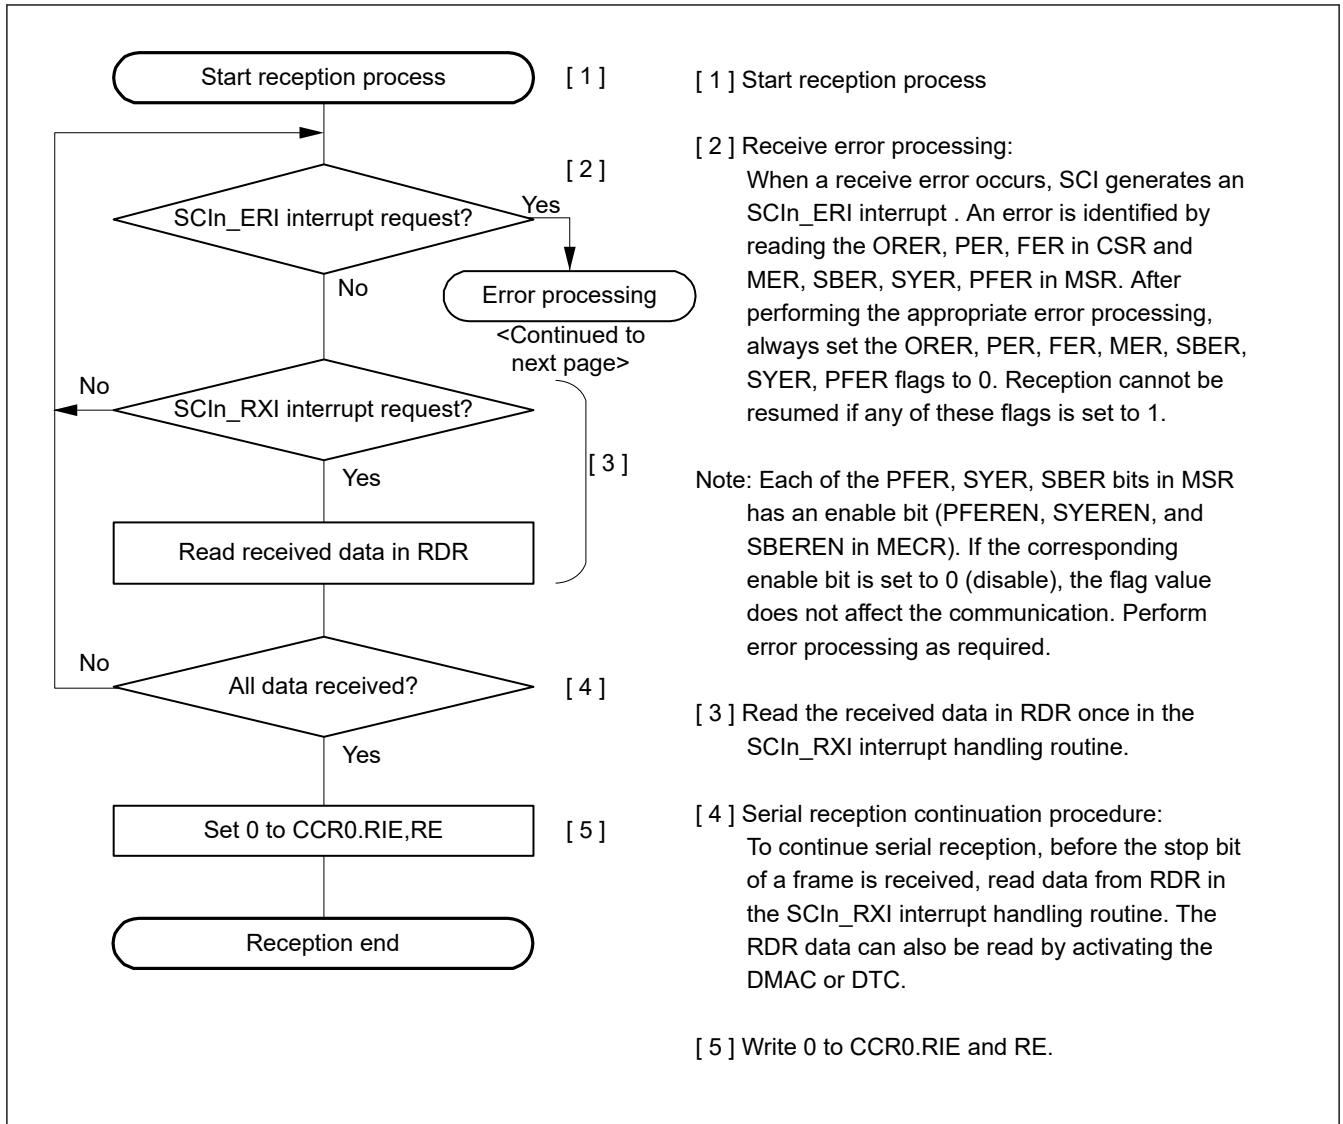 Start reception process
[ 1 ]
[ 2 ]
SCIn_ERI interrupt request?
Yes
No
Error processing
<Continued to
next page>
No
SCIn_RXI interrupt request?
[ 3 ]
Yes
Read received data in RDR
No
All data received?
[ 4 ]
Yes
Set 0 to CCR0.RIE,RE
[ 5 ]
Reception end
[ 1 ] Start reception process
[ 2 ] Receive error processing:
When a receive error occurs, SCI generates an
SCIn_ERI interrupt . An error is identified by
reading the ORER, PER, FER in CSR and
MER, SBER, SYER, PFER in MSR. After
performing the appropriate error processing,
always set the ORER, PER, FER, MER, SBER,
SYER, PFER flags to 0. Reception cannot be
resumed if any of these flags is set to 1.
Note: Each of the PFER, SYER, SBER bits in MSR
has an enable bit (PFEREN, SYEREN, and
SBEREN in MECR). If the corresponding
enable bit is set to 0 (disable), the flag value
does not affect the communication. Perform
error processing as required.
[ 3 ] Read the received data in RDR once in the
SCIn_RXI interrupt handling routine.
[ 4 ] Serial reception continuation procedure:
To continue serial reception, before the stop bit
of a frame is received, read data from RDR in
the SCIn_RXI interrupt handling routine. The
RDR data can also be read by activating the
DMAC or DTC.
[ 5 ] Write 0 to CCR0.RIE and RE.